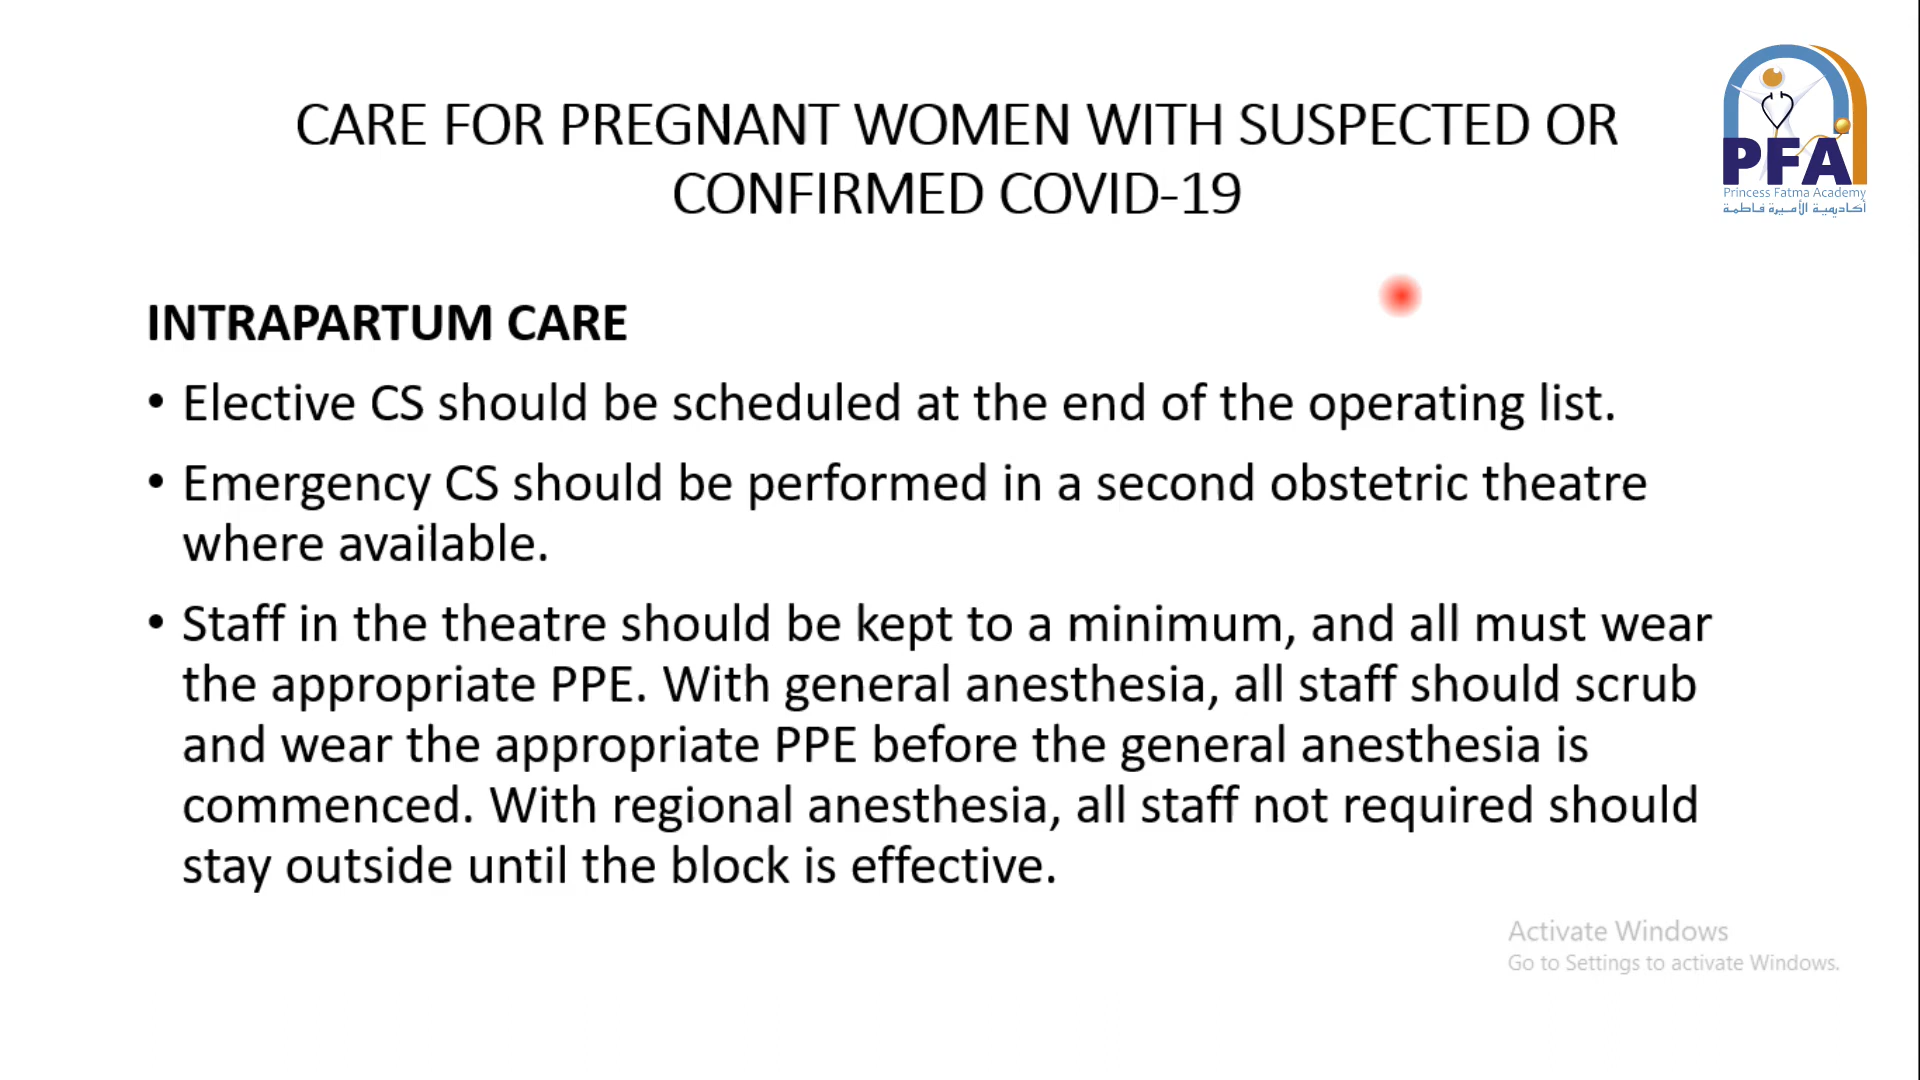 CARE FOR PREGNANT WOMEN WITH SUSPECTED OR
CONFIRMED COVID-19
PFA
Princess Fatma Academy
أكاديمية الأميرة فاطمة
INTRAPARTUM CARE
• Elective CS should be scheduled at the end of the operating list.
• Emergency CS should be performed in a second obstetric theatre
where available.
• Staff in the theatre should be kept to a minimum, and all must wear
the appropriate PPE. With general anesthesia, all staff should scrub
and wear the appropriate PPE before the general anesthesia is
commenced. With regional anesthesia, all staff not required should
stay outside until the block is effective.
Activate Windows
Go to Settings to activate Windows.